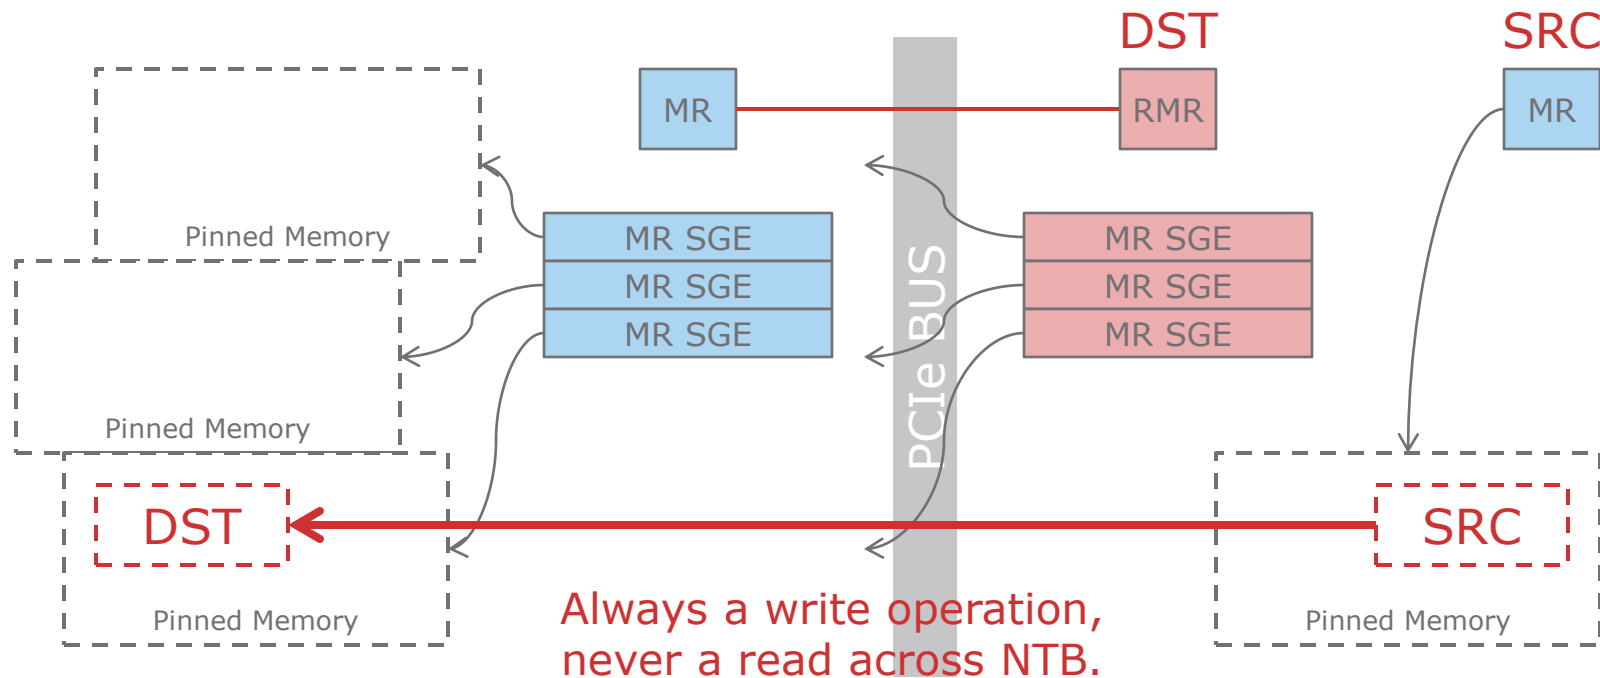 DST
SRC
MR
RMR
MR
Pinned Memory
MR SGE
MR SGE
MR SGE
PCIe BUS
MR SGE
MR SGE
MR SGE
Pinned Memory
DST
SRC
Pinned Memory
Pinned Memory
Always a write operation,
never a read across NTB.